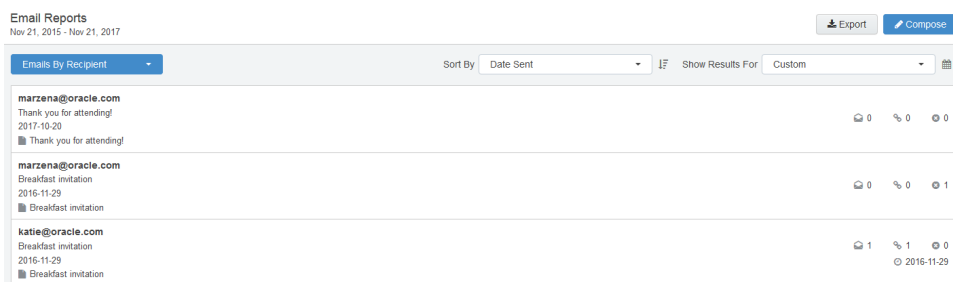 Email Reports
Nov 21, 2015 - Nov 21, 2017
Export
Compose
Emails By Recipient
Sort By Date Sent Show Results For Custom
marzena@oracle.com
Thank you for attending!
2017-10-20
Thank you for attending!
0 0 0
marzena@oracle.com
Breakfast invitation
2016-11-29
Breakfast invitation
0 0 1
katie@oracle.com
Breakfast invitation
2016-11-29
Breakfast invitation
1 1 0
2016-11-29